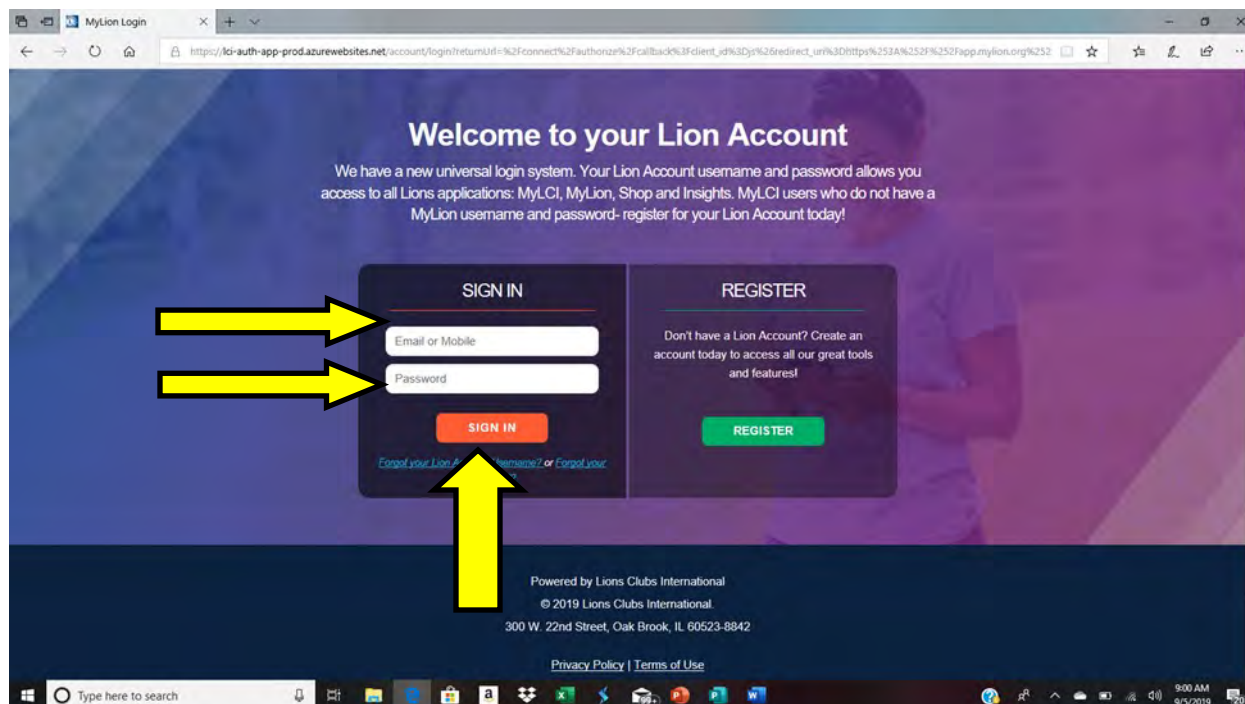 MyLion Login
https://lci-auth-app-prod.azurewebsites.net/account/login?returnUrl=%2Fconnect%2Fauthorize%2Fcallback%3Fclient_id%3Djs%26redirect_uri%3Dhttps%253A%252F%252Fapp.mylion.org%252
Welcome to your Lion Account
We have a new universal login system. Your Lion Account username and password allows you
access to all Lions applications: MyLCI, MyLion, Shop and Insights. MyLCI users who do not have a
MyLion username and password- register for your Lion Account today!
SIGN IN
Email or Mobile
Password
SIGN IN
Forgot your Lion Username? or Forgot your
REGISTER
Don't have a Lion Account? Create an
account today to access all our great tools
and features!
REGISTER
Powered by Lions Clubs International
© 2019 Lions Clubs International.
300 W. 22nd Street, Oak Brook, IL 60523-8842
Privacy Policy | Terms of Use
Type here to search
99+
9:00 AM
9/5/2019
20